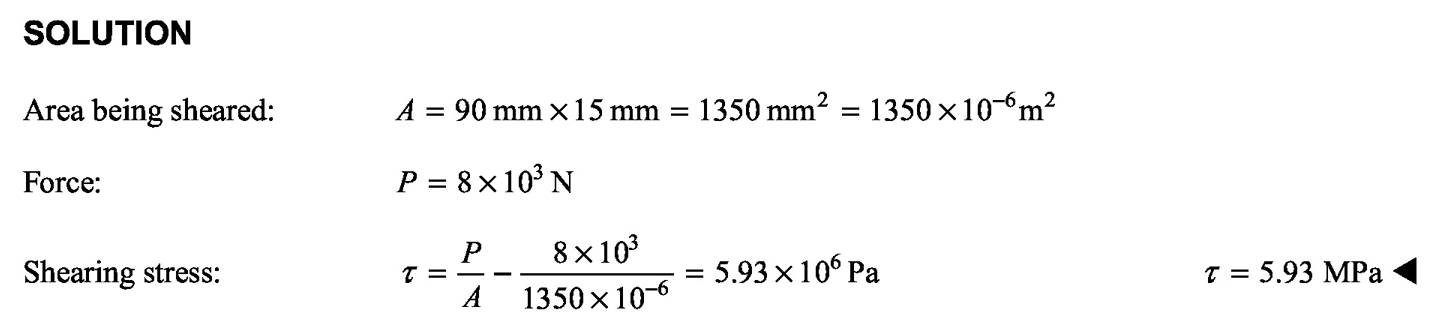 SOLUTION
Area being sheared: A = 90 mm × 15 mm = 1350 mm² = 1350 × 10⁻⁶ m²
Force: P = 8 × 10³ N
Shearing stress: τ = P/A − 8 × 10³/1350 × 10⁻⁶ = 5.93 × 10⁶ Pa τ = 5.93 MPa ◀